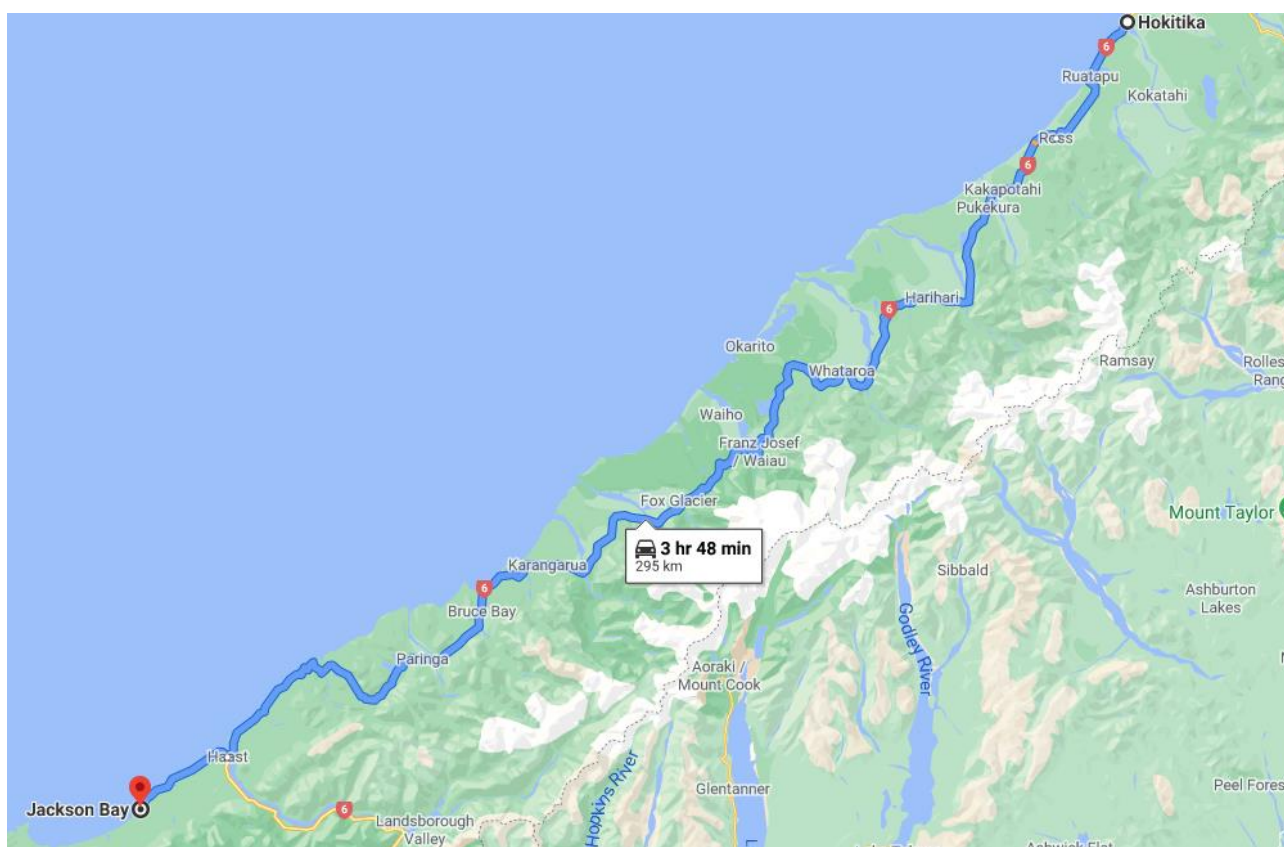 Hokitika
6
Ruatapu
Kokatahi
Ross
6
Kakapotahi
Pukekura
Harihari
6
Okarito
Ramsay
Whataroa
Rolles
Rang
Waiho
Franz Josef
/ Waiau
Fox Glacier
Mount Taylor
3 hr 48 min
295 km
Karangarua
Sibbald
6
Bruce Bay
Ashburton
Lakes
Godley River
Paringa
Aoraki /
Mount Cook
Haast
Hopkins River
Glentanner
Peel Fores
Jackson Bay
6
Landsborough
Valley